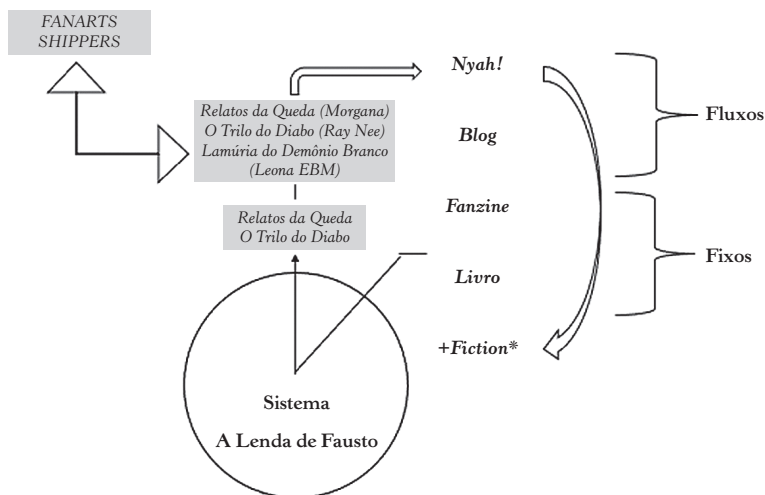 FANARTS
SHIPPERS
Relatos da Queda (Morgana)
O Trilo do Diabo (Ray Nee)
Lamúria do Demônio Branco
(Leona EBM)
Relatos da Queda
O Trilo do Diabo
Sistema
A Lenda de Fausto
Nyah!
Blog
Fanzine
Livro
+Fiction*
Fluxos
Fixos